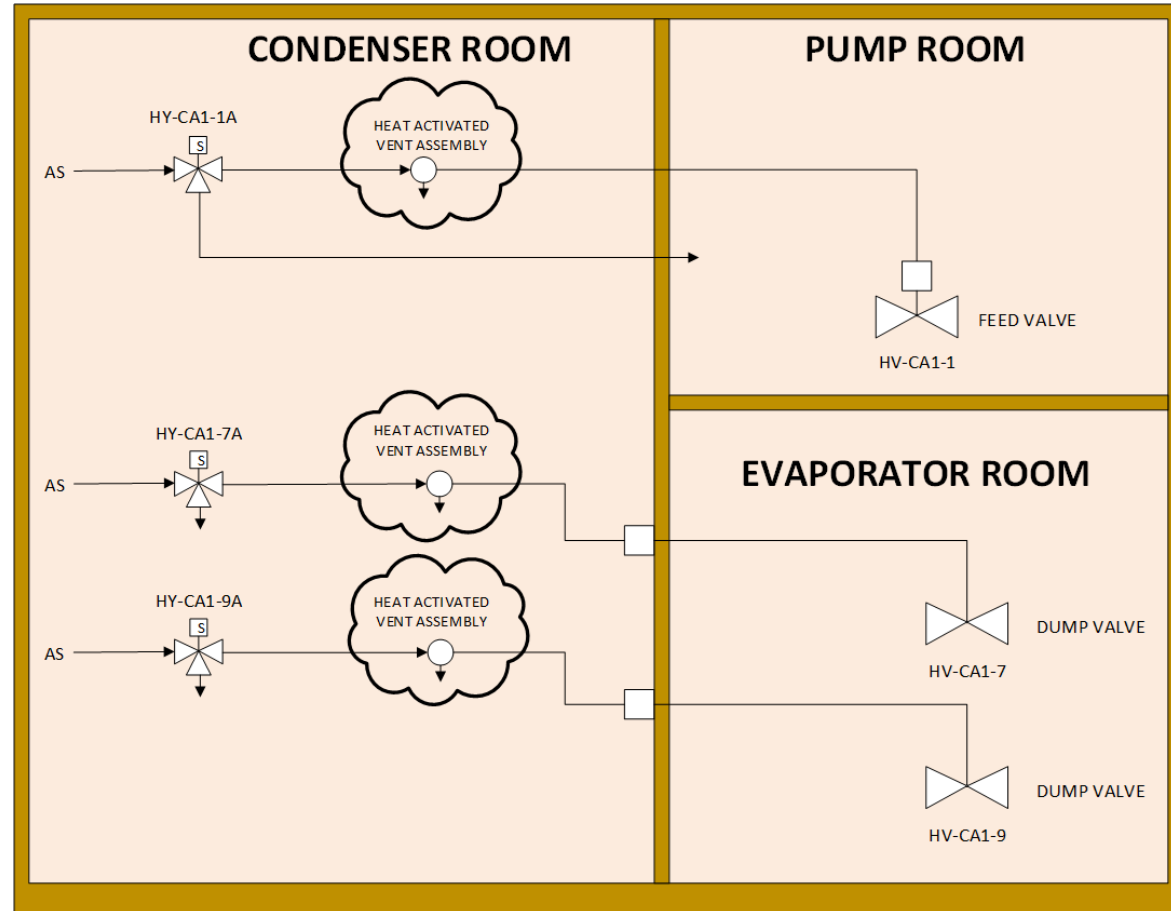 CONDENSER ROOM
PUMP ROOM
HY-CA1-1A
S
AS
HEAT ACTIVATED
VENT ASSEMBLY
FEED VALVE
HV-CA1-1
HY-CA1-7A
S
AS
HEAT ACTIVATED
VENT ASSEMBLY
EVAPORATOR ROOM
HY-CA1-9A
S
AS
HEAT ACTIVATED
VENT ASSEMBLY
DUMP VALVE
HV-CA1-7
DUMP VALVE
HV-CA1-9